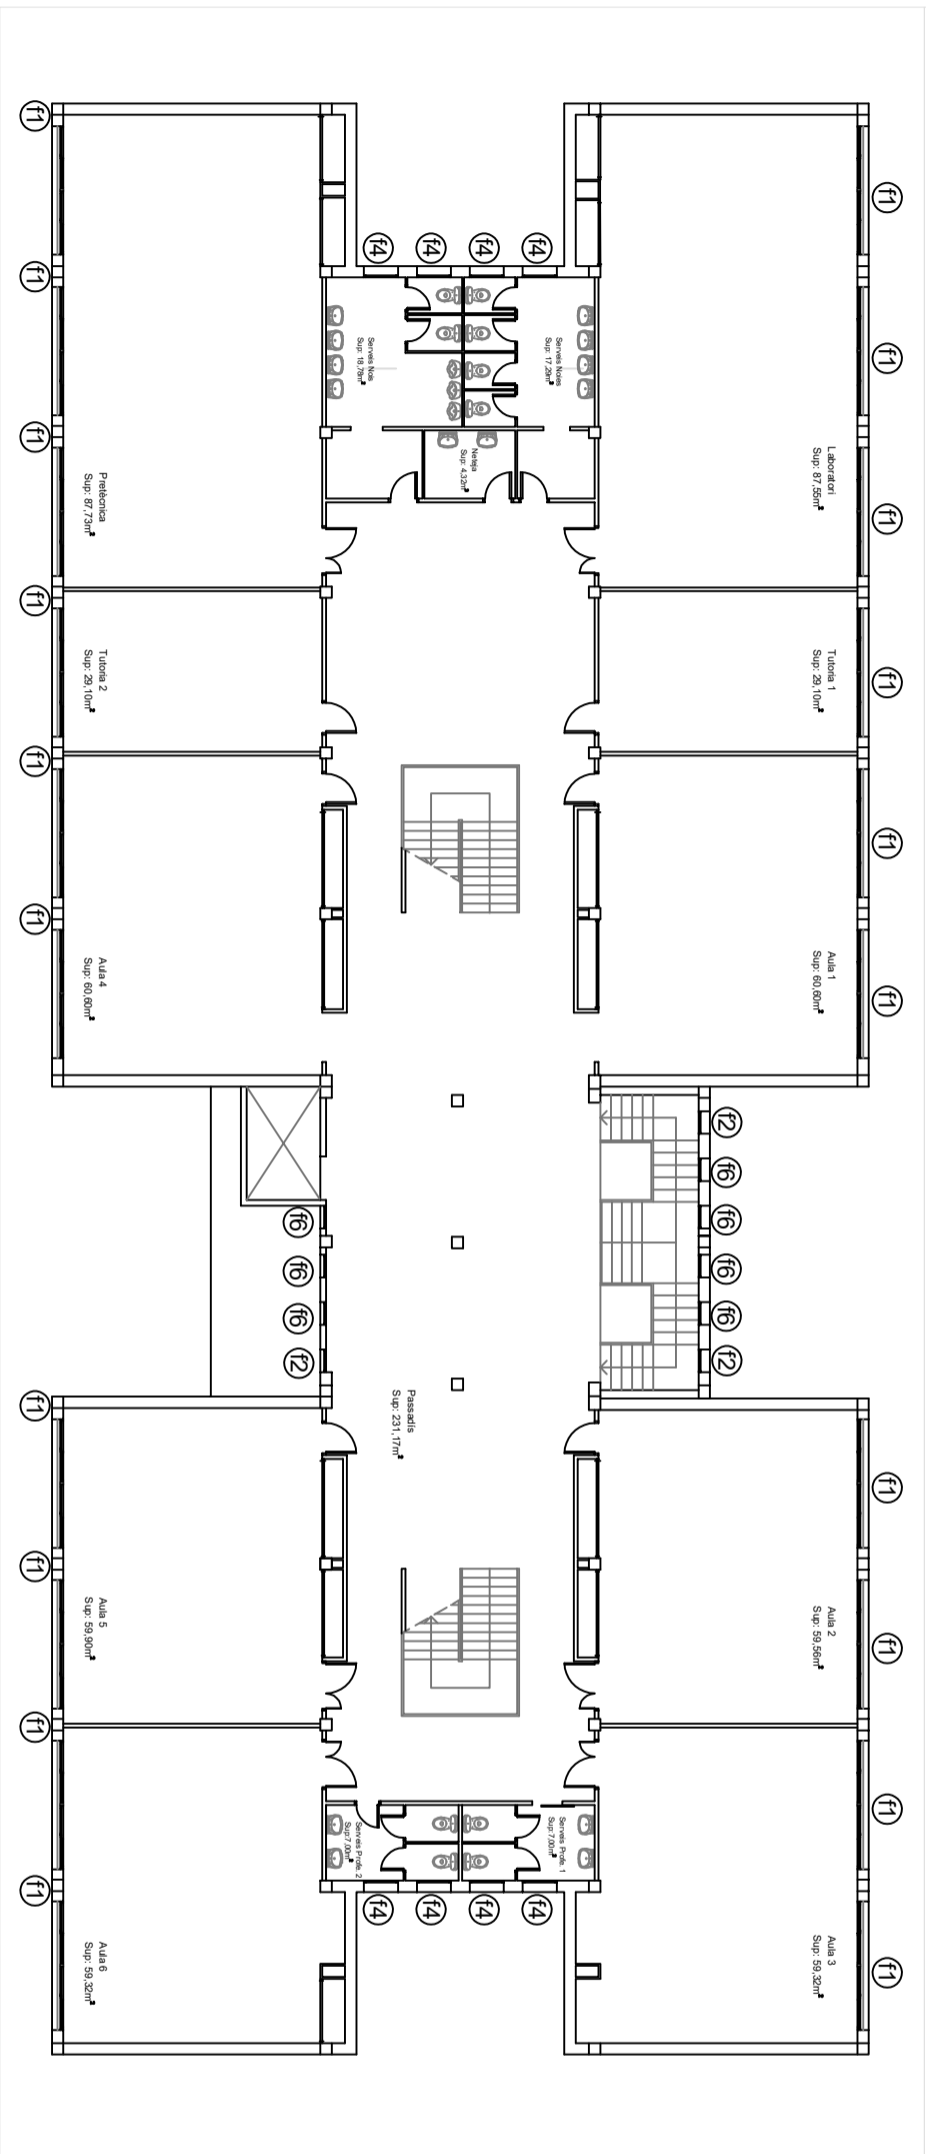 f1 f1 f1 f1 f1 f1 f1 f1 f1 f1
Laboratori
Sup: 87,55m²
Tutoria 1
Sup: 29,10m²
Aula 1
Sup: 60,60m²
Aula 2
Sup: 59,56m²
Aula 3
Sup: 59,32m²
f2 f6 f6 f6 f6 f2
f4
f4
f4
f4
Serveis Noies
Sup: 17,29m²
Neteja
Sup: 4,32m²
Serveis Nois
Sup: 18,78m²
Passadís
Sup: 231,17m²
Serveis Profe. 1
Sup:7,00m²
Serveis Profe. 2
Sup:7,00m²
f4
f4
f4
f4
f6 f6 f6 f2
Pretècnica
Sup: 87,73m²
Tutoria 2
Sup: 29,10m²
Aula 4
Sup: 60,60m²
Aula 5
Sup: 59,90m²
Aula 6
Sup: 59,32m²
f1 f1 f1 f1 f1 f1 f1 f1 f1 f1